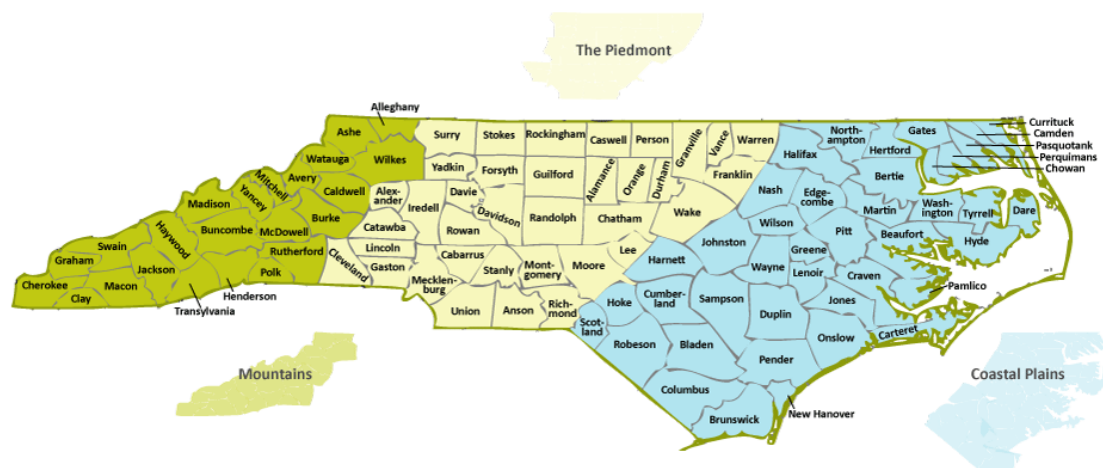 The Piedmont
Alleghany
Ashe
Surry
Stokes
Rockingham
Caswell
Person
Granville
Vance
Warren
North-
ampton
Gates
Currituck
Camden
Pasquotank
Perquimans
Chowan
Watauga
Wilkes
Yadkin
Forsyth
Guilford
Alamance
Orange
Durham
Franklin
Halifax
Hertford
Bertie
Mitchell
Avery
Caldwell
Alex-
ander
Iredell
Davie
Davidson
Randolph
Chatham
Wake
Nash
Edge-
combe
Martin
Wash-
ington
Tyrrell
Dare
Madison
Yancey
Burke
Catawba
Rowan
Wilson
Pitt
Beaufort
Hyde
Haywood
Buncombe
McDowell
Rutherford
Cleveland
Lincoln
Gaston
Cabarrus
Stanly
Mont-
gomery
Moore
Lee
Harnett
Johnston
Wayne
Greene
Lenoir
Craven
Pamlico
Swain
Graham
Cherokee
Clay
Macon
Jackson
Transylvania
Henderson
Polk
Mecklen-
burg
Union
Anson
Rich-
mond
Scot-
land
Hoke
Cumber-
land
Sampson
Duplin
Jones
Onslow
Carteret
Robeson
Bladen
Pender
Columbus
Brunswick
New Hanover
Mountains
Coastal Plains